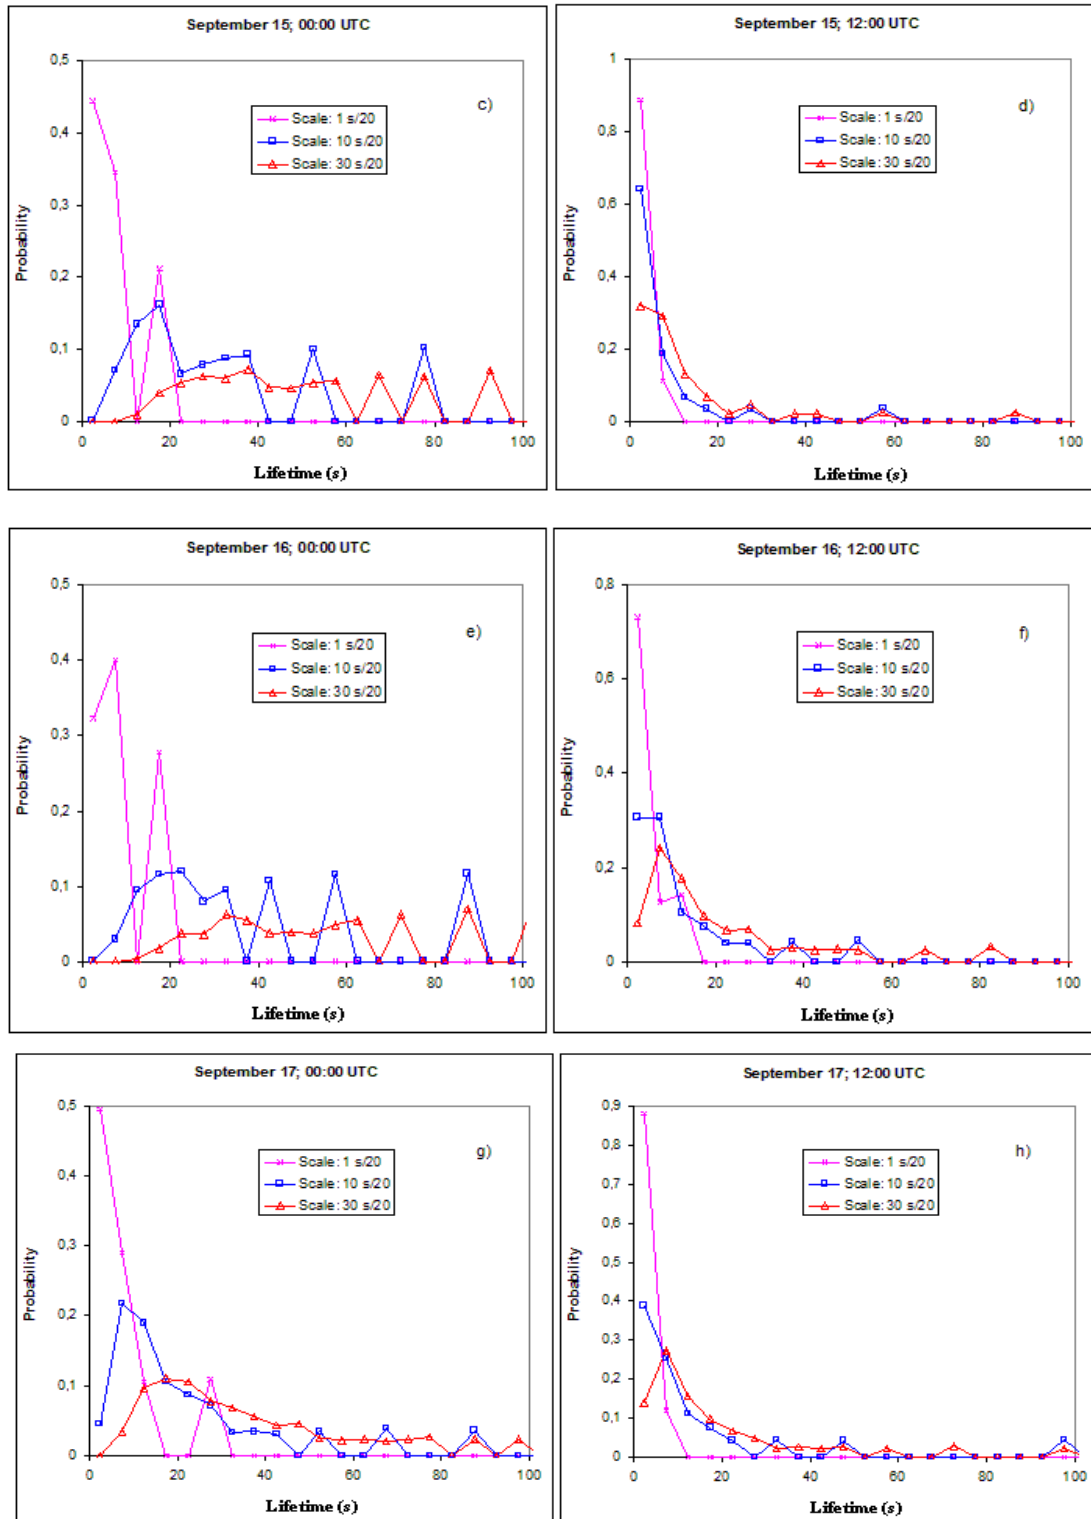 September 15; 00:00 UTC
0,5
0,4
0,3
0,2
0,1
0
Probability
c)
Scale: 1 s/20
Scale: 10 s/20
Scale: 30 s/20
0 20 40 60 80 100
Lifetime (s)
September 15; 12:00 UTC
1
0,8
0,6
0,4
0,2
0
Probability
d)
Scale: 1 s/20
Scale: 10 s/20
Scale: 30 s/20
0 20 40 60 80 100
Lifetime (s)
September 16; 00:00 UTC
0,5
0,4
0,3
0,2
0,1
0
Probability
e)
Scale: 1 s/20
Scale: 10 s/20
Scale: 30 s/20
0 20 40 60 80 100
Lifetime (s)
September 16; 12:00 UTC
0,8
0,6
0,4
0,2
0
Probability
f)
Scale: 1 s/20
Scale: 10 s/20
Scale: 30 s/20
0 20 40 60 80 100
Lifetime (s)
September 17; 00:00 UTC
0,5
0,4
0,3
0,2
0,1
0
Probability
g)
Scale: 1 s/20
Scale: 10 s/20
Scale: 30 s/20
0 20 40 60 80 100
Lifetime (s)
September 17; 12:00 UTC
0,9
0,8
0,7
0,6
0,5
0,4
0,3
0,2
0,1
0
Probability
h)
Scale: 1 s/20
Scale: 10 s/20
Scale: 30 s/20
0 20 40 60 80 100
Lifetime (s)